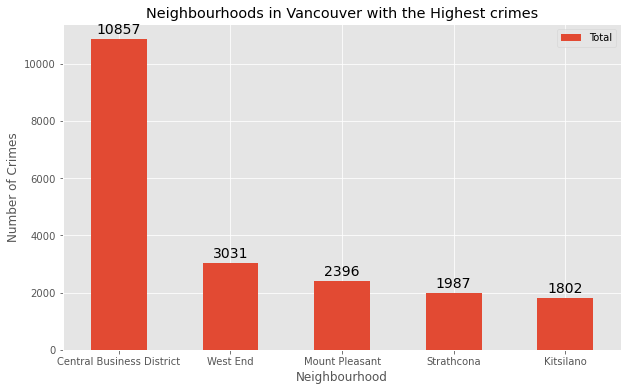 Neighbourhoods in Vancouver with the Highest crimes
10857
Total
10000
8000
6000
4000
2000
0
Number of Crimes
3031
2396
1987
1802
Central Business District
West End
Mount Pleasant
Strathcona
Kitsilano
Neighbourhood